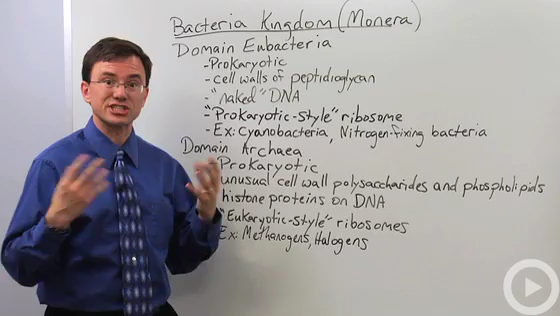 Bacteria Kingdom (Monera)
Domain Eubacteria
-Prokaryotic
-cell walls of peptidioglycan
-"naked" DNA
-"Prokaryotic-style" ribosome
-Ex: Cyanobacteria, Nitrogen-fixing bacteria
Domain Archaea
-Prokaryotic
unusual cell wall polysaccharides and phospholipids
histone proteins on DNA
"Eukaryotic-style" ribosomes
Ex: Methanogens, Halogens